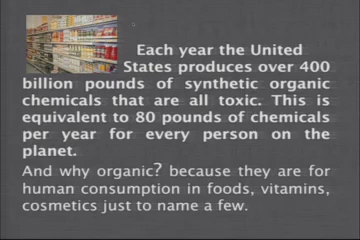 Each year the United
States produces over 400
billion pounds of synthetic organic
chemicals that are all toxic. This is
equivalent to 80 pounds of chemicals
per year for every person on the
planet.
And why organic? because they are for
human consumption in foods, vitamins,
cosmetics just to name a few.